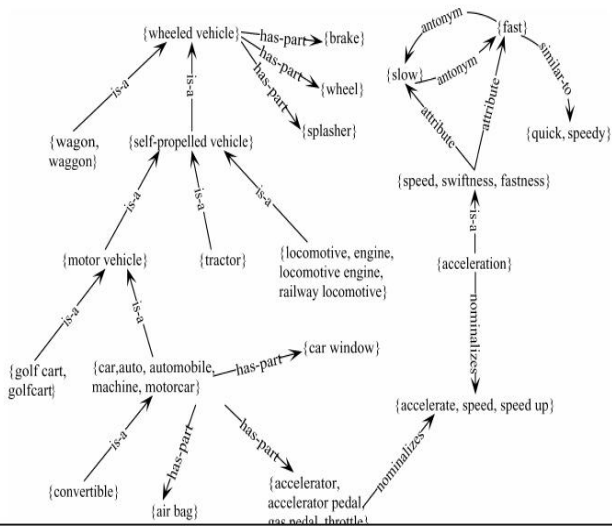 {wheeled vehicle}
has-part
{brake}
has-part
{wheel}
has-part
{splasher}
is-a
is-a
{wagon,
waggon}
{self-propelled vehicle}
is-a
is-a
is-a
{motor vehicle}
{tractor}
{locomotive, engine,
locomotive engine,
railway locomotive}
is-a
is-a
{golf cart,
golfcart}
{car,auto, automobile,
machine, motorcar}
has-part
{car window}
is-a
has-part
has-part
{convertible}
{air bag}
{accelerator,
accelerator pedal,
gas pedal, throttle}
nominalizes
antonym
{fast}
{slow}
antonym
similar-to
{quick, speedy}
attribute
attribute
{speed, swiftness, fastness}
is-a
{acceleration}
nominalizes
{accelerate, speed, speed up}